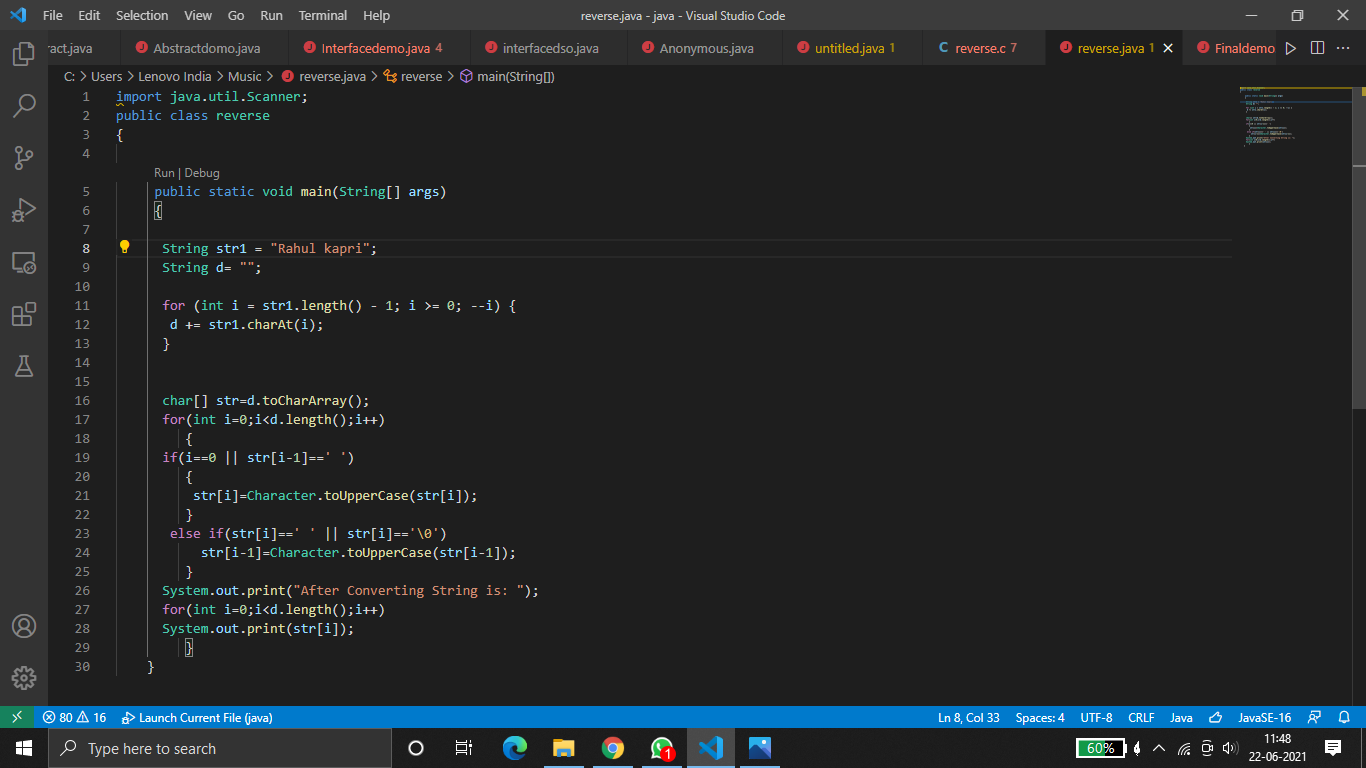 File Edit Selection View Go Run Terminal Help reverse.java - java - Visual Studio Code
ract.java Abstractdomo.java Interfacedemo.java 4 interfacedso.java Anonymous.java untitled.java 1 C reverse.c 7 reverse.java 1 Finaldemo
C: > Users > Lenovo India > Music > reverse.java > reverse > main(String[])
1 import java.util.Scanner;
2 public class reverse
3 {
4
Run | Debug
5 public static void main(String[] args)
6 {
7
8 String str1 = "Rahul kapri";
9 String d= "";
10
11 for (int i = str1.length() - 1; i >= 0; --i) {
12 d += str1.charAt(i);
13 }
14
15
16 char[] str=d.toCharArray();
17 for(int i=0;i<d.length();i++)
18 {
19 if(i==0 || str[i-1]==' ')
20 {
21 str[i]=Character.toUpperCase(str[i]);
22 }
23 else if(str[i]==' ' || str[i]=='\0')
24 str[i-1]=Character.toUpperCase(str[i-1]);
25 }
26 System.out.print("After Converting String is: ");
27 for(int i=0;i<d.length();i++)
28 System.out.print(str[i]);
29 }
30 }
80 16 Launch Current File (java) Ln 8, Col 33 Spaces: 4 UTF-8 CRLF Java JavaSE-16
Type here to search 1 60% 11:48
22-06-2021